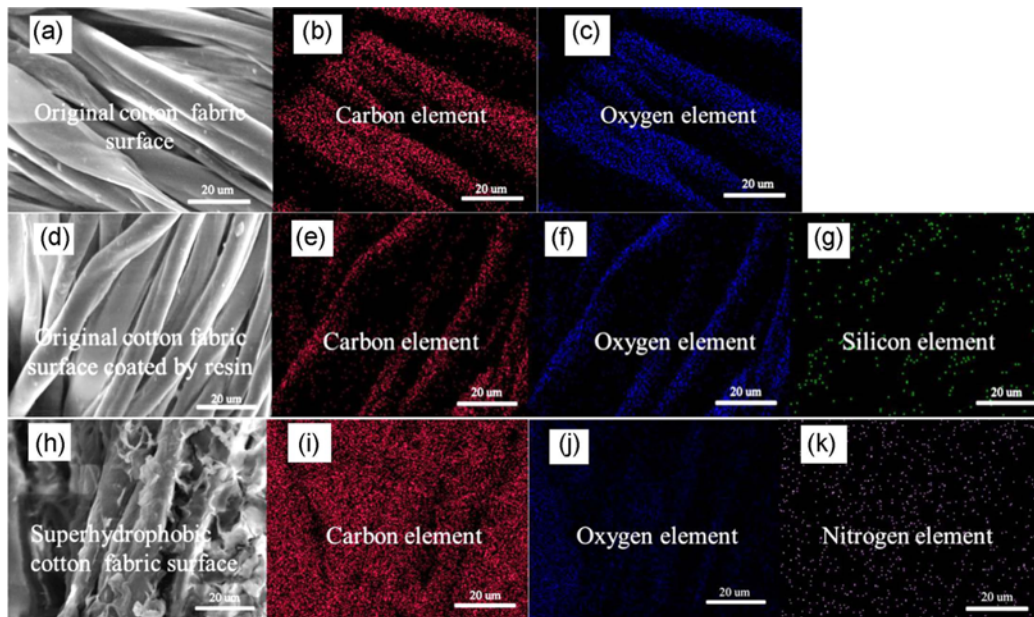 (a)
Original cotton fabric
surface
20 um
(b)
Carbon element
20 um
(c)
Oxygen element
20 um
(d)
Original cotton fabric
surface coated by resin
20 um
(e)
Carbon element
20 um
(f)
Oxygen element
20 um
(g)
Silicon element
20 um
(h)
Superhydrophobic
cotton fabric surface
20 um
(i)
Carbon element
20 um
(j)
Oxygen element
20 um
(k)
Nitrogen element
20 um